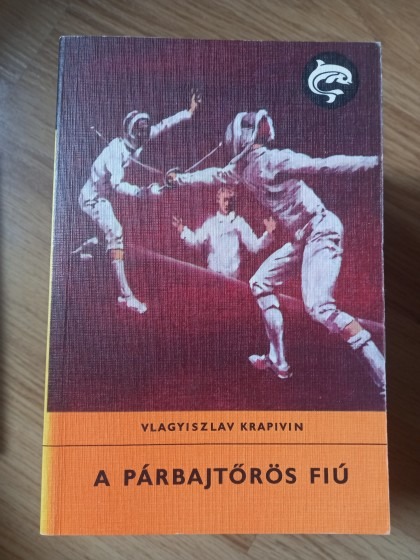 VLAGYISZLAV KRAPIVIN
A PÁRBAJTŐRÖS FIÚ